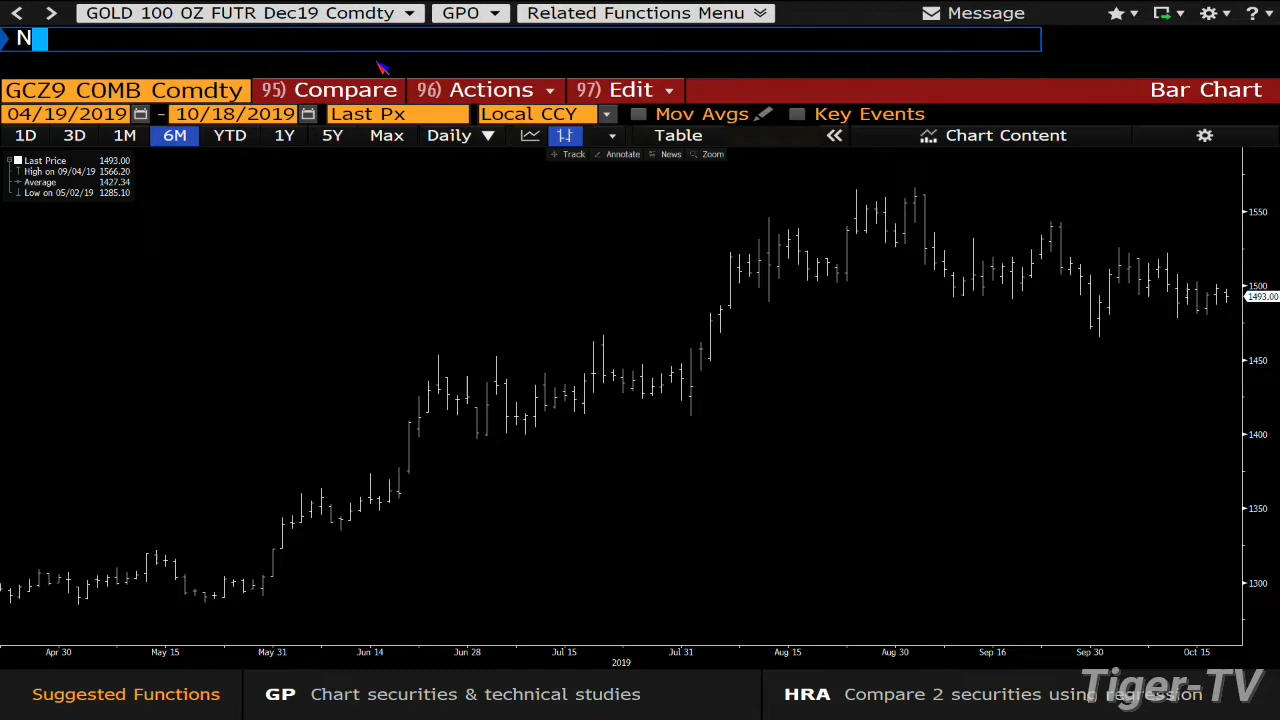 GOLD 100 OZ FUTR Dec19 Comdty GPO Related Functions Menu Message ?
N
GCZ9 COMB Comdty 95) Compare 96) Actions 97) Edit Bar Chart
04/19/2019 - 10/18/2019 Last Px Local CCY Mov Avgs Key Events
1D 3D 1M 6M YTD 1Y 5Y Max Daily Table Chart Content
Track Annotate News Zoom
Last Price 1493.00
High on 09/04/19 1566.20
Average 1427.34
Low on 05/02/19 1285.10
1550
1500
1493.00
1450
1400
1350
1300
Apr 30 May 15 May 31 Jun 14 Jun 28 Jul 15 Jul 31 Aug 15 Aug 30 Sep 16 Sep 30 Oct 15
2019
Suggested Functions GP Chart securities & technical studies HRA Compare 2 securities using regression
Tiger-TV